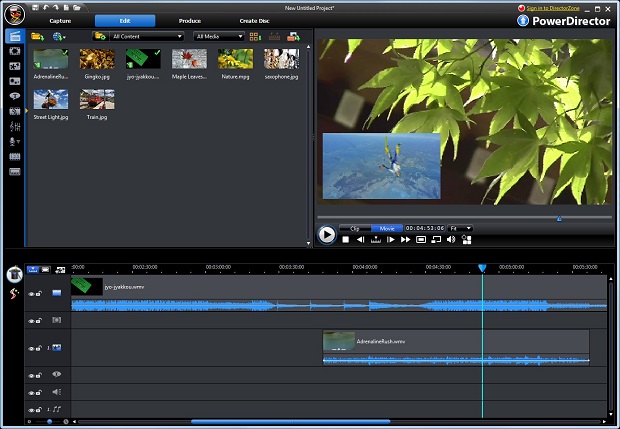 New Untitled Project*
Sign in to DirectorZone
Capture
Edit
Produce
Create Disc
PowerDirector
All Content
All Media
AdrenalineRu...
Gingko.jpg
jyo-jyakkou....
Maple Leaves...
Nature.mpg
saxophone.jpg
Street Light.jpg
Train.jpg
Clip
Movie
00:04:53:06
Fit
00:02:30:00
00:03:00:00
00:03:30:00
00:04:00:00
00:04:30:00
00:05:00:00
00:05:30:00
jyo-jyakkou.wmv
AdrenalineRush.wmv